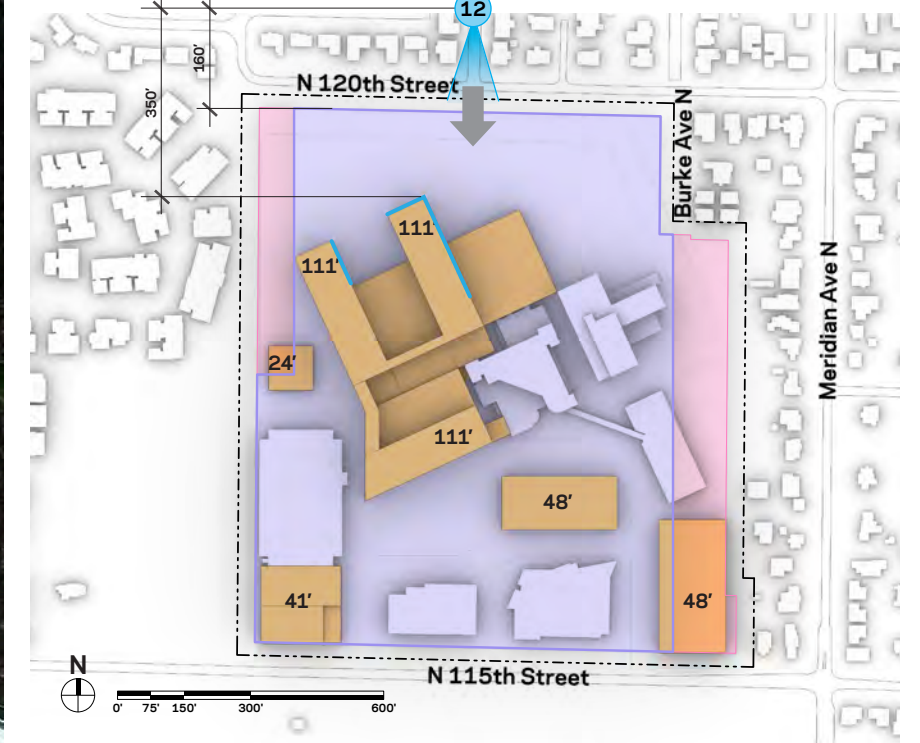 12
160'
350'
N 120th Street
Burke Ave N
111'
111'
Meridian Ave N
24'
111'
48'
41'
48'
N 115th Street
N
0' 75' 150' 300' 600'